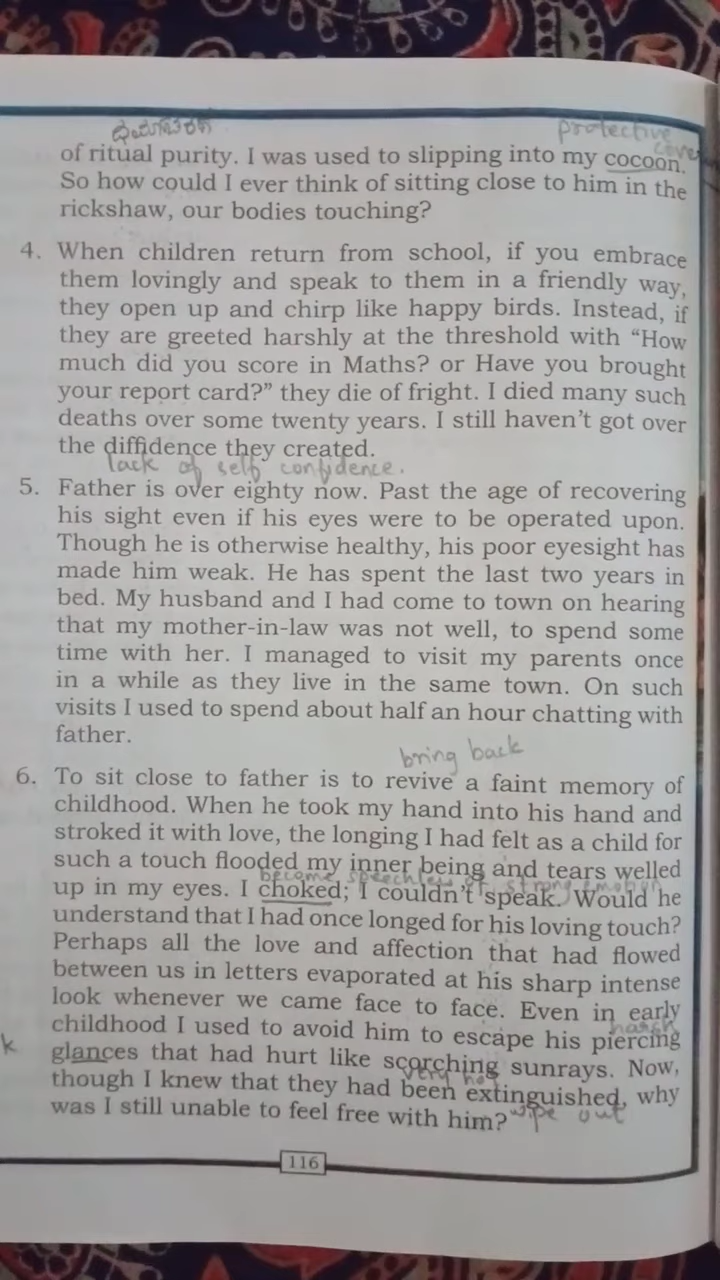 protective
cover
of ritual purity. I was used to slipping into my cocoon.
So how could I ever think of sitting close to him in the
rickshaw, our bodies touching?
4. When children return from school, if you embrace
them lovingly and speak to them in a friendly way,
they open up and chirp like happy birds. Instead, if
they are greeted harshly at the threshold with “How
much did you score in Maths? or Have you brought
your report card?” they die of fright. I died many such
deaths over some twenty years. I still haven’t got over
the diffidence they created.
lack of self confidence.
5. Father is over eighty now. Past the age of recovering
his sight even if his eyes were to be operated upon.
Though he is otherwise healthy, his poor eyesight has
made him weak. He has spent the last two years in
bed. My husband and I had come to town on hearing
that my mother-in-law was not well, to spend some
time with her. I managed to visit my parents once
in a while as they live in the same town. On such
visits I used to spend about half an hour chatting with
father.
bring back
6. To sit close to father is to revive a faint memory of
childhood. When he took my hand into his hand and
stroked it with love, the longing I had felt as a child for
such a touch flooded my inner being and tears welled
become speechless of strong emotion
up in my eyes. I choked; I couldn’t speak. Would he
understand that I had once longed for his loving touch?
Perhaps all the love and affection that had flowed
between us in letters evaporated at his sharp intense
look whenever we came face to face. Even in early
harsh
childhood I used to avoid him to escape his piercing
k
glances that had hurt like scorching sunrays. Now,
very hot
though I knew that they had been extinguished, why
was I still unable to feel free with him? wipe out
116